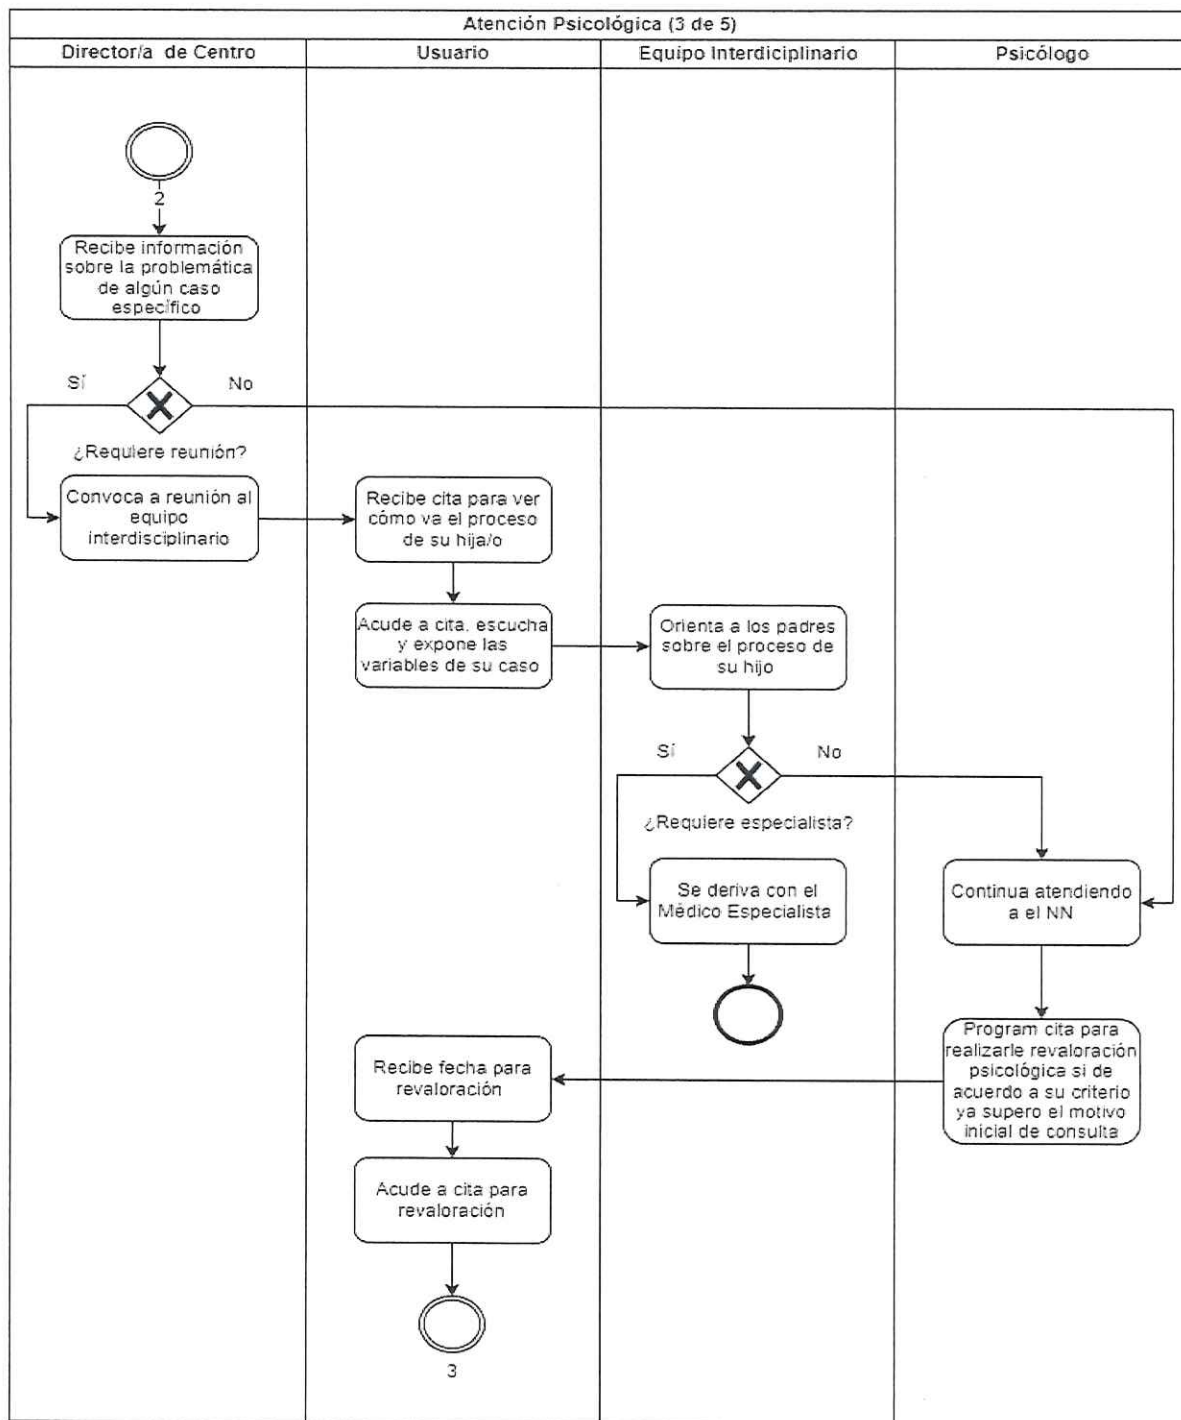 Atención Psicológica (3 de 5)
Director/a de Centro
Usuario
Equipo Interdiciplinario
Psicólogo
2
Recibe información
sobre la problemática
de algún caso
específico
Sí
No
¿Requiere reunión?
Convoca a reunión al
equipo
interdisciplinario
Recibe cita para ver
cómo va el proceso
de su hija/o
Acude a cita, escucha
y expone las
variables de su caso
Orienta a los padres
sobre el proceso de
su hijo
Sí
No
¿Requiere especialista?
Se deriva con el
Médico Especialista
Continua atendiendo
a el NN
Program cita para
realizarle revaloración
psicológica si de
acuerdo a su criterio
ya supero el motivo
inicial de consulta
Recibe fecha para
revaloración
Acude a cita para
revaloración
3